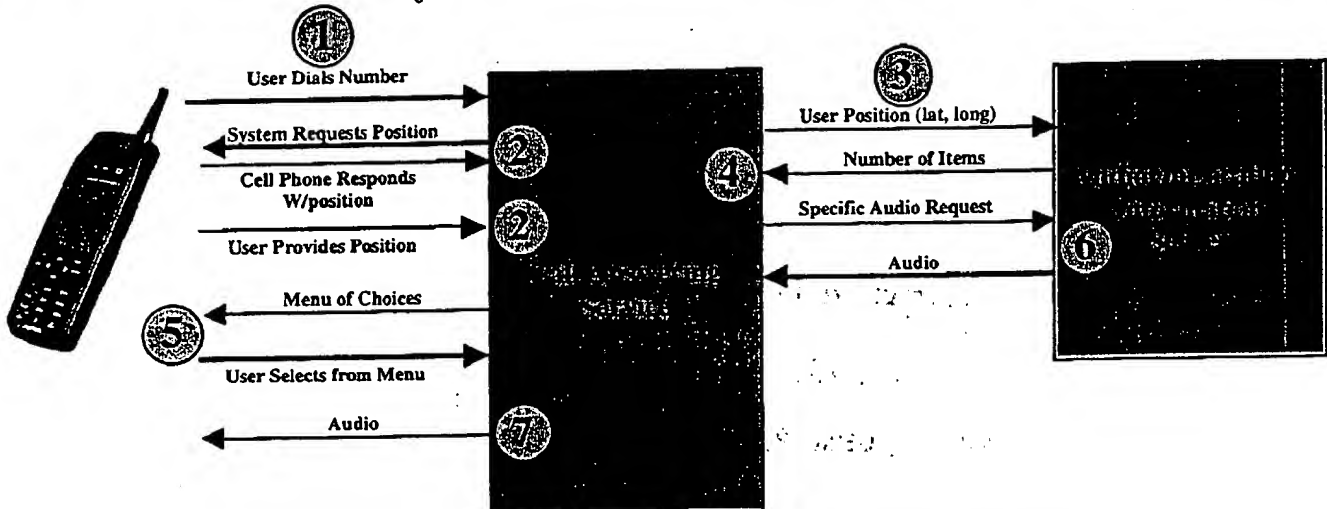 1
User Dials Number
System Requests Position
2
Cell Phone Responds
W/position
2
User Provides Position
Menu of Choices
5
User Selects from Menu
Audio
7
3
User Position (lat, long)
4
Number of Items
Specific Audio Request
6
Audio